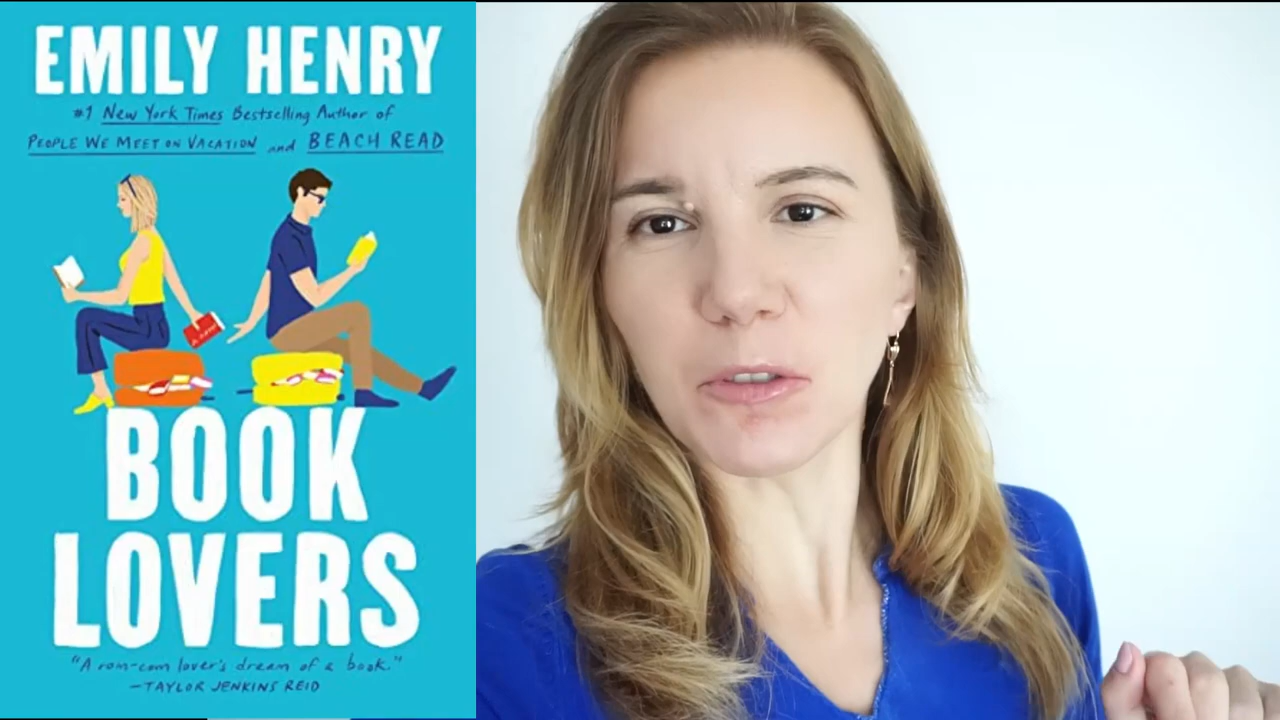 EMILY HENRY
#1 New York Times Bestselling Author of
PEOPLE WE MEET ON VACATION and BEACH READ
A novel
BOOK
LOVERS
"A rom-com lover's dream of a book."
—TAYLOR JENKINS REID